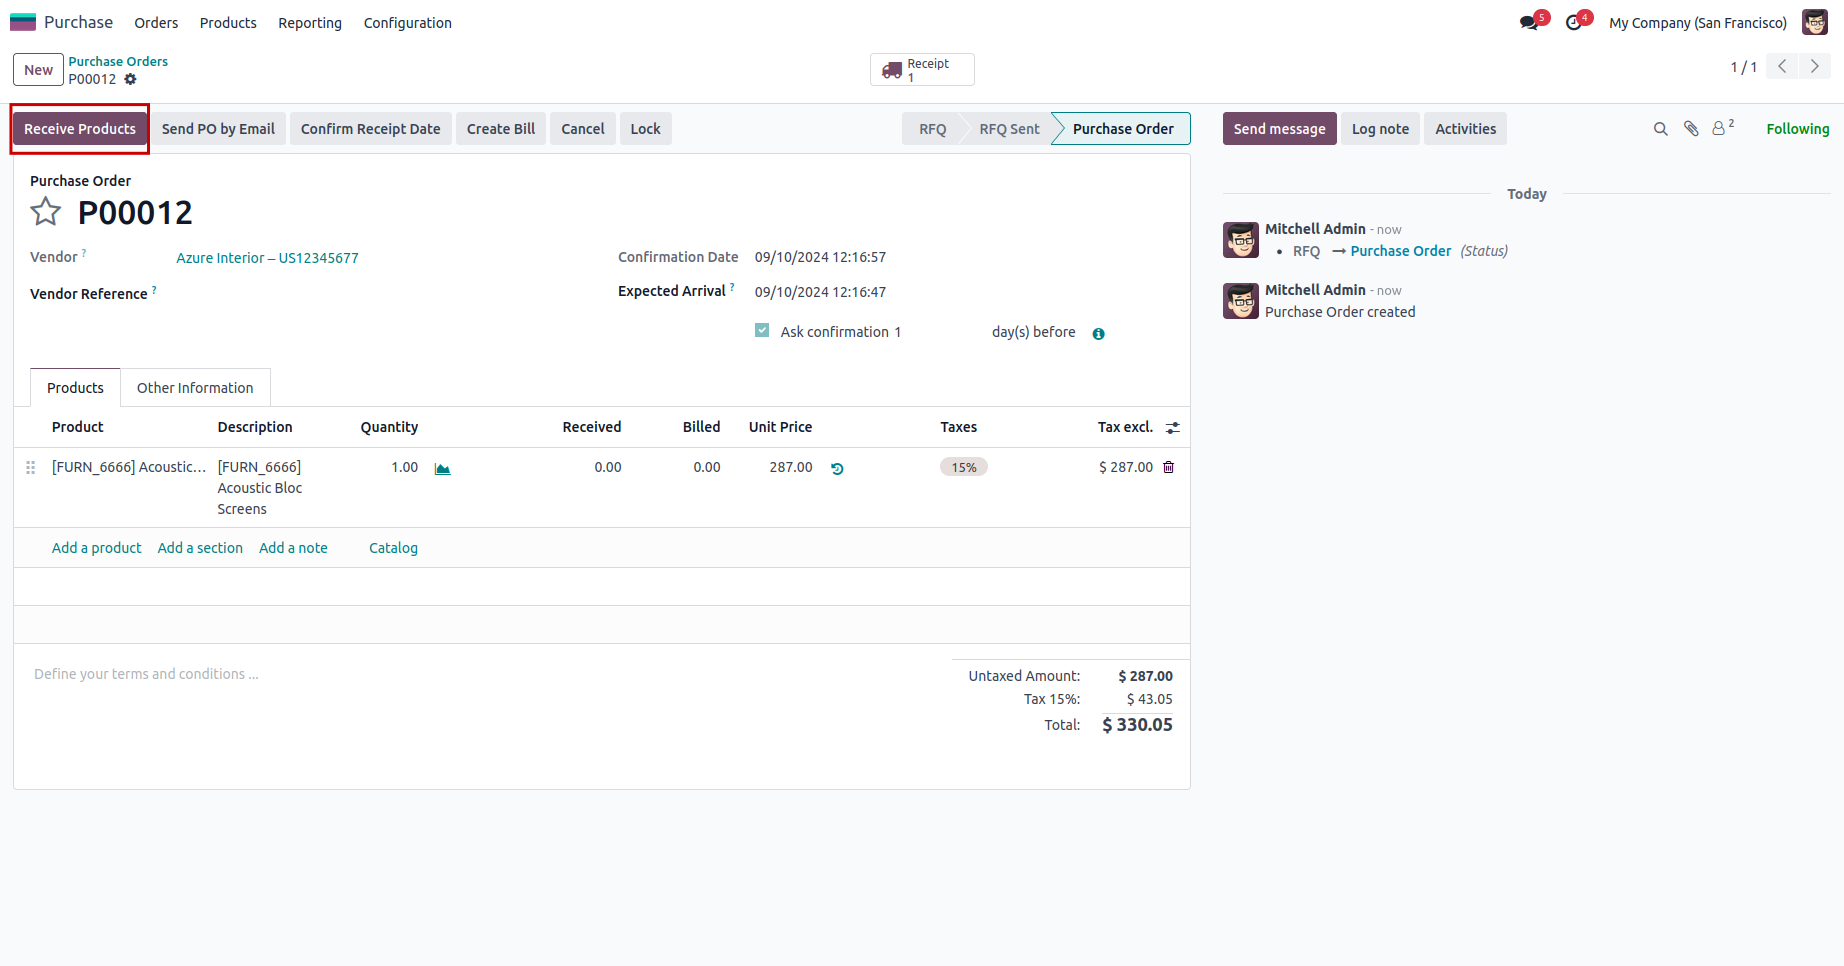 Purchase Orders Products Reporting Configuration 5 4 My Company (San Francisco)
New Purchase Orders Receipt 1 / 1
P00012 1
Receive Products Send PO by Email Confirm Receipt Date Create Bill Cancel Lock RFQ RFQ Sent Purchase Order Send message Log note Activities 2 Following
Purchase Order
P00012
Vendor ? Azure Interior – US12345677 Confirmation Date 09/10/2024 12:16:57
Vendor Reference ? Expected Arrival ? 09/10/2024 12:16:47
Ask confirmation 1 day(s) before
Products Other Information
Product Description Quantity Received Billed Unit Price Taxes Tax excl.
[FURN_6666] Acoustic... [FURN_6666] 1.00 0.00 0.00 287.00 15% $ 287.00
Acoustic Bloc
Screens
Add a product Add a section Add a note Catalog
Define your terms and conditions ... Untaxed Amount: $ 287.00
Tax 15%: $ 43.05
Total: $ 330.05
Today
Mitchell Admin - now
• RFQ → Purchase Order (Status)
Mitchell Admin - now
Purchase Order created